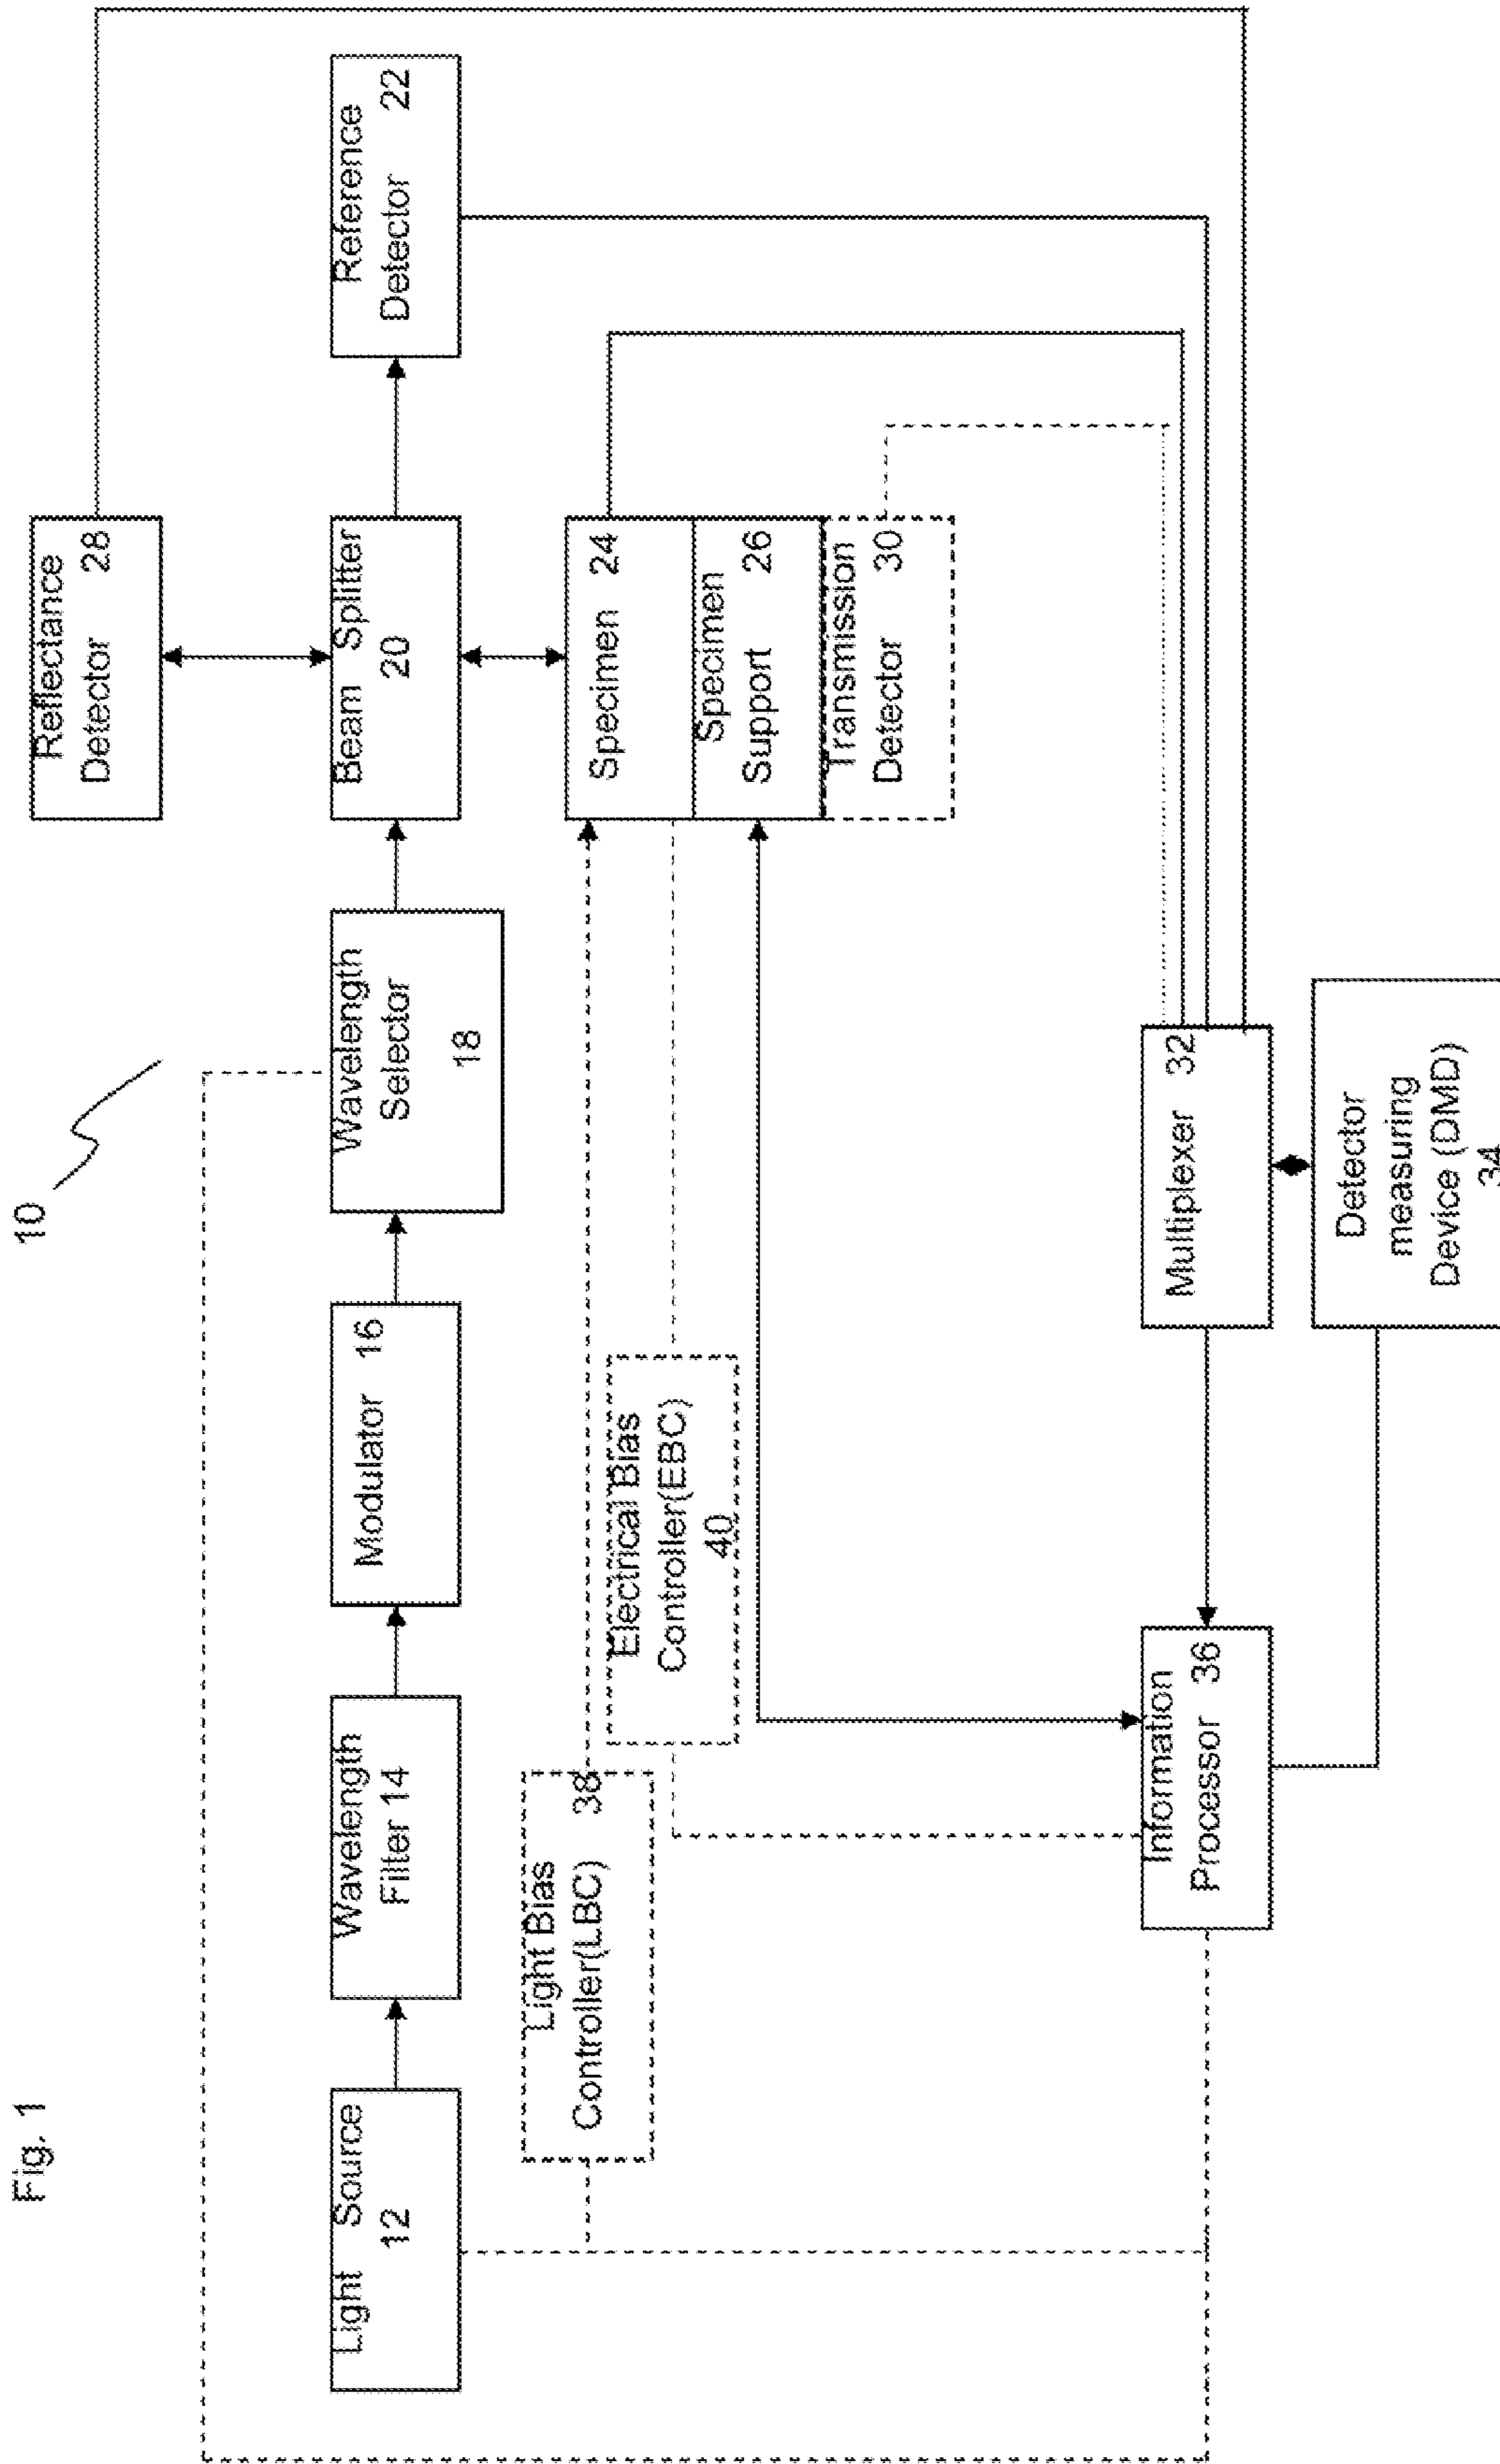 Fig. 1
10
Light Source
12
Wavelength
Filter 14
Modulator 16
Wavelength
Selector
18
Beam Splitter
20
Reference
Detector 22
Reflectance
Detector 28
Specimen 24
Specimen
Support 26
Transmission
Detector 30
Light Bias
Controller(LBC) 38
Electrical Bias
Controller(EBC)
40
Information
Processor 36
Multiplexer 32
Detector
measuring
Device (DMD)
34